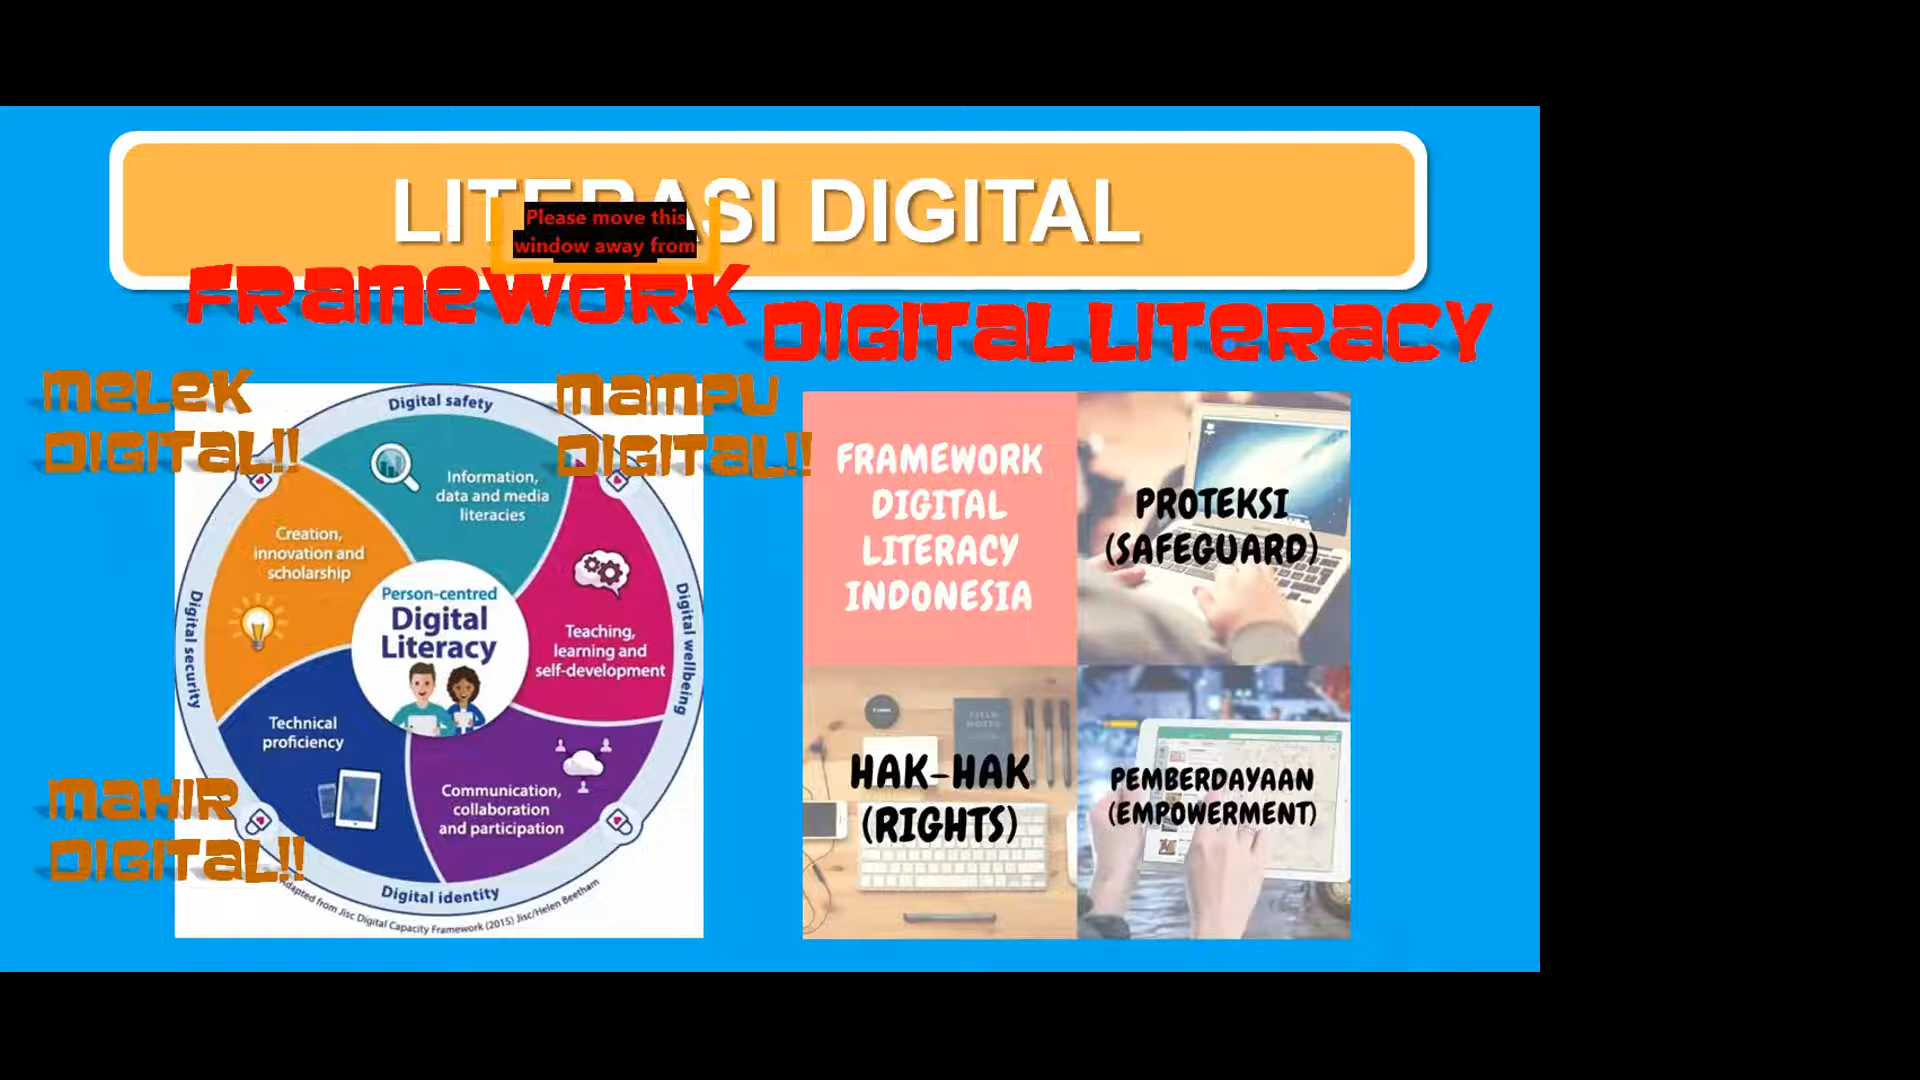 LITERASI DIGITAL
Please move this
window away from
FRAMEWORK
DIGITAL LITERACY
MELEK
DIGITAL!!
MAMPU
DIGITAL!!
MAHIR
DIGITAL!!
Digital safety
Information,
data and media
literacies
Creation,
innovation and
scholarship
Digital security
Digital wellbeing
Person-centred
Digital
Literacy
Teaching,
learning and
self-development
Technical
proficiency
Communication,
collaboration
and participation
Digital identity
Adapted from Jisc Digital Capacity Framework (2015) Jisc/Helen Beetham
FRAMEWORK
DIGITAL
LITERACY
INDONESIA
PROTEKSI
(SAFEGUARD)
HAK-HAK
(RIGHTS)
Canon
FIELD
NOTES
PEMBERDAYAAN
(EMPOWERMENT)